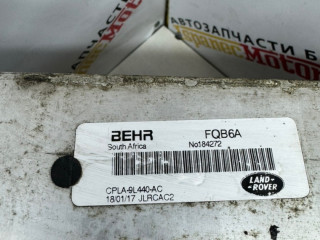 АВТОЗАПЧАСТИ Б
BEHR
FQB6A
South Africa
No184272
LAND-
ROVER
CPLA-9L440-AC
18/01/17 JLRCAC2